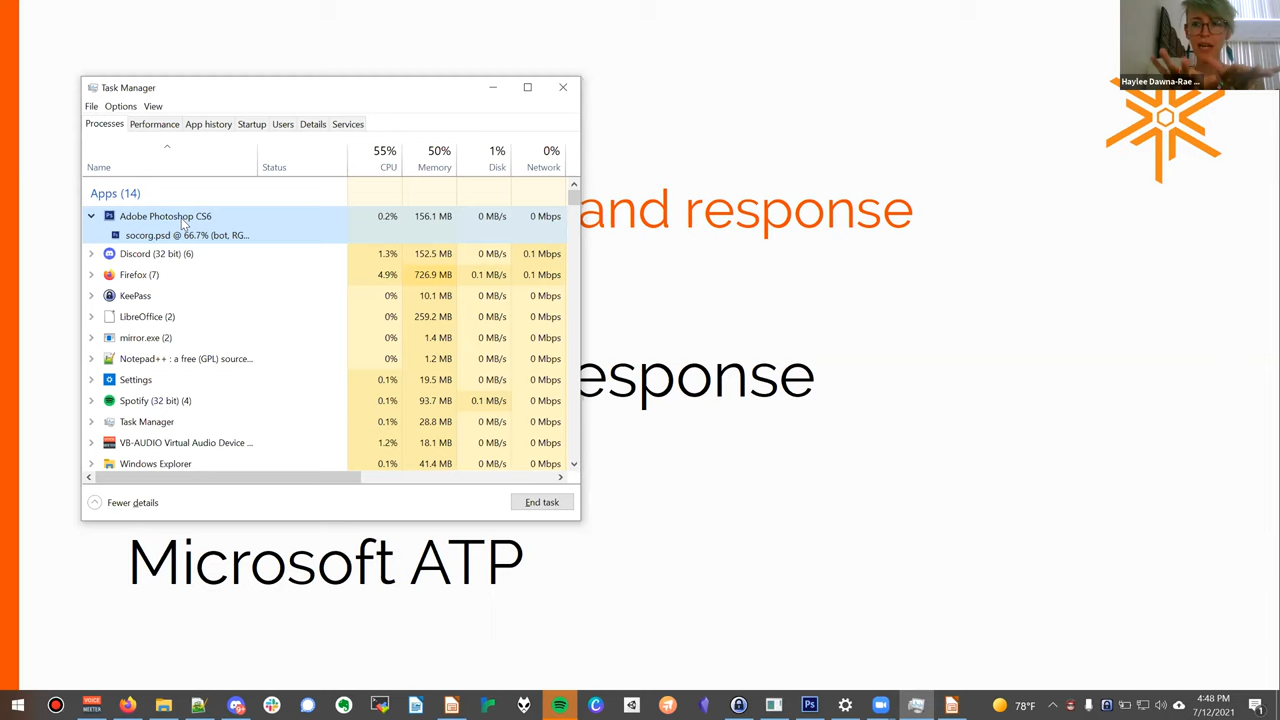 Haylee Dawna-Rae ...
Task Manager
File Options View
Processes Performance App history Startup Users Details Services
55% 50% 1% 0%
Name Status CPU Memory Disk Network
Apps (14)
Adobe Photoshop CS6 0.2% 156.1 MB 0 MB/s 0 Mbps
socorg.psd @ 66.7% (bot, RG...
Discord (32 bit) (6) 1.3% 152.5 MB 0 MB/s 0.1 Mbps
Firefox (7) 4.9% 726.9 MB 0.1 MB/s 0.1 Mbps
KeePass 0% 10.1 MB 0 MB/s 0 Mbps
LibreOffice (2) 0% 259.2 MB 0 MB/s 0 Mbps
mirror.exe (2) 0% 1.4 MB 0 MB/s 0 Mbps
Notepad++ : a free (GPL) source... 0% 1.2 MB 0 MB/s 0 Mbps
Settings 0.1% 19.5 MB 0 MB/s 0 Mbps
Spotify (32 bit) (4) 0.1% 93.7 MB 0.1 MB/s 0 Mbps
Task Manager 0.1% 28.8 MB 0 MB/s 0 Mbps
VB-AUDIO Virtual Audio Device ... 1.2% 18.1 MB 0 MB/s 0 Mbps
Windows Explorer 0.1% 41.4 MB 0 MB/s 0 Mbps
Fewer details End task
and response
esponse
Microsoft ATP
VOICE
MEETER
78°F
4:48 PM
7/12/2021